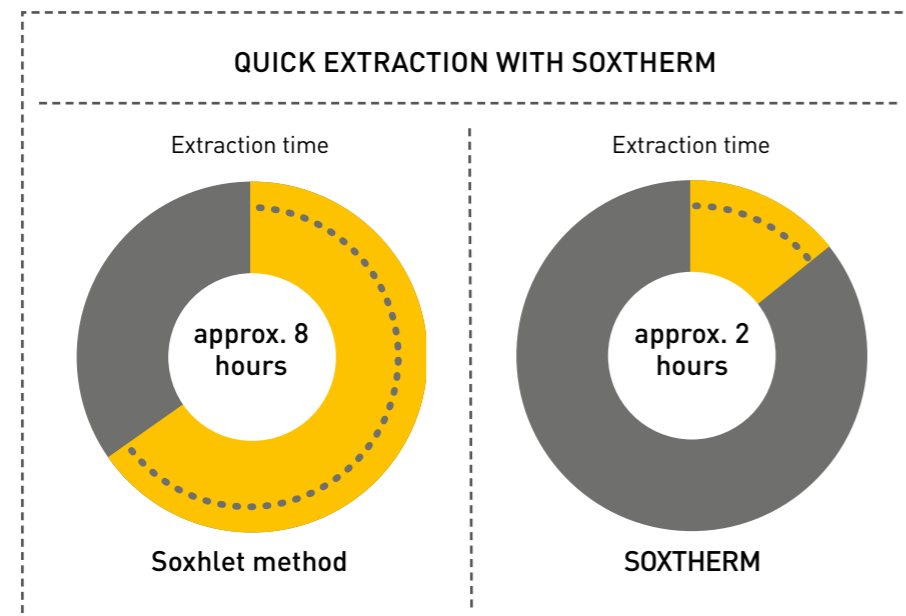 QUICK EXTRACTION WITH SOXTHERM
Extraction time
approx. 8
hours
Soxhlet method
Extraction time
approx. 2
hours
SOXTHERM